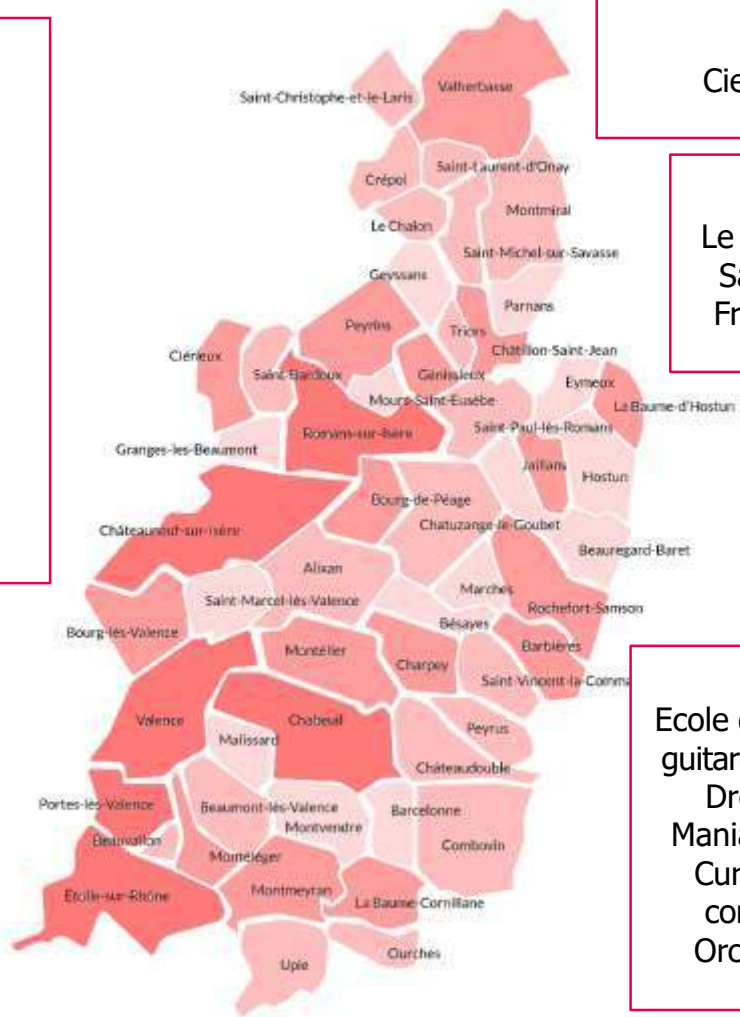 Cie
Valherbasse
Saint-Christophe-et-le-Laris
Saint-Laurent-d'Onay
Crépol
Montmiral
Le Chalon
Le
Saint-Michel-sur-Savasse
Sa
Geyssans
Parnans
Fr
Peyrins
Triors
Châtillon-Saint-Jean
Clérieux
Saint-Bardoux
Génissieux
Eymeux
Mours-Saint-Eusèbe
La Baume-d'Hostun
Romans-sur-Isère
Saint-Paul-lès-Romans
Granges-les-Beaumont
Jaillans
Hostun
Bourg-de-Péage
Châteauneuf-sur-Isère
Chatuzange-le-Goubet
Beauregard-Baret
Alixan
Marches
Saint-Marcel-lès-Valence
Rochefort-Samson
Bésayes
Bourg-lès-Valence
Barbières
Montélier
Charpey
Saint-Vincent-la-Comma
Valence
Chabeuil
Peyrus
Malissard
Châteaudouble
Ecole
guitar
Portes-lès-Valence
Beaumont-lès-Valence
Barcelonne
Dr
Montvendre
Beauvallon
Combovin
Mania
Montéléger
Cur
Etoile-sur-Rhône
Montmeyran
La Baume-Cornillane
con
Orc
Ourches
Upie